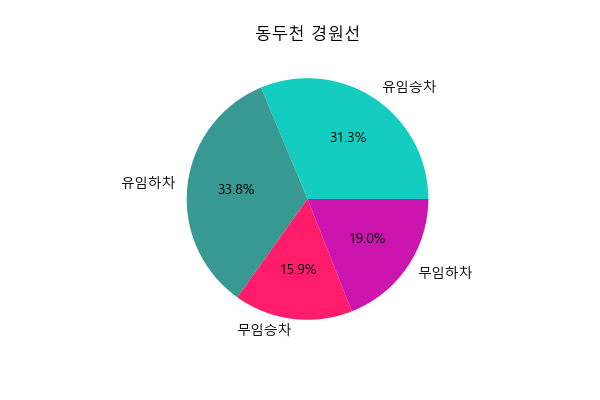 동두천 경원선
유임승차
31.3%
유임하차
33.8%
19.0%
15.9%
무임하차
무임승차